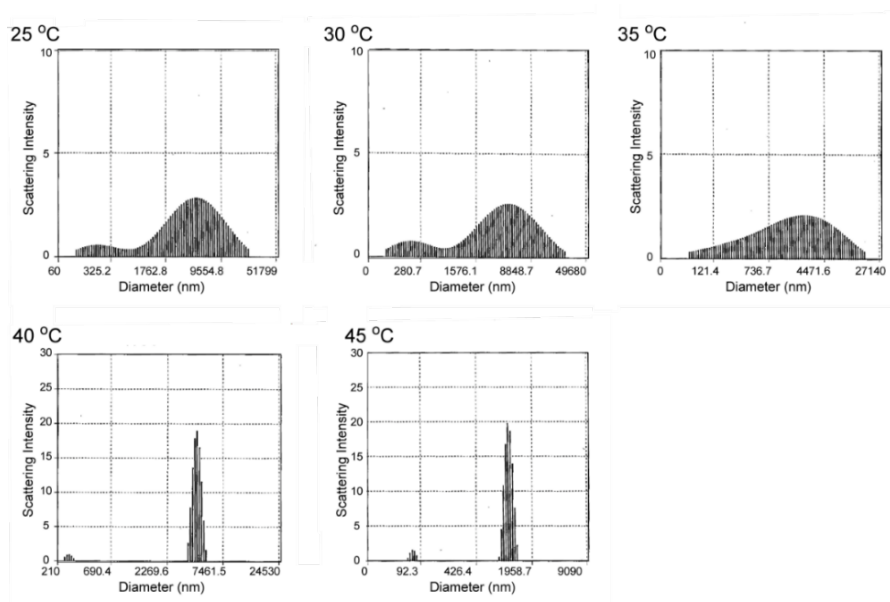 25 °C
10
5
0
Scattering Intensity
60 325.2 1762.8 9554.8 51799
Diameter (nm)
30 °C
10
5
0
Scattering Intensity
0 280.7 1576.1 8848.7 49680
Diameter (nm)
35 °C
10
5
0
Scattering Intensity
0 121.4 736.7 4471.6 27140
Diameter (nm)
40 °C
30
25
20
15
10
5
0
Scattering Intensity
210 690.4 2269.6 7461.5 24530
Diameter (nm)
45 °C
30
25
20
15
10
5
0
Scattering Intensity
0 92.3 426.4 1958.7 9090
Diameter (nm)